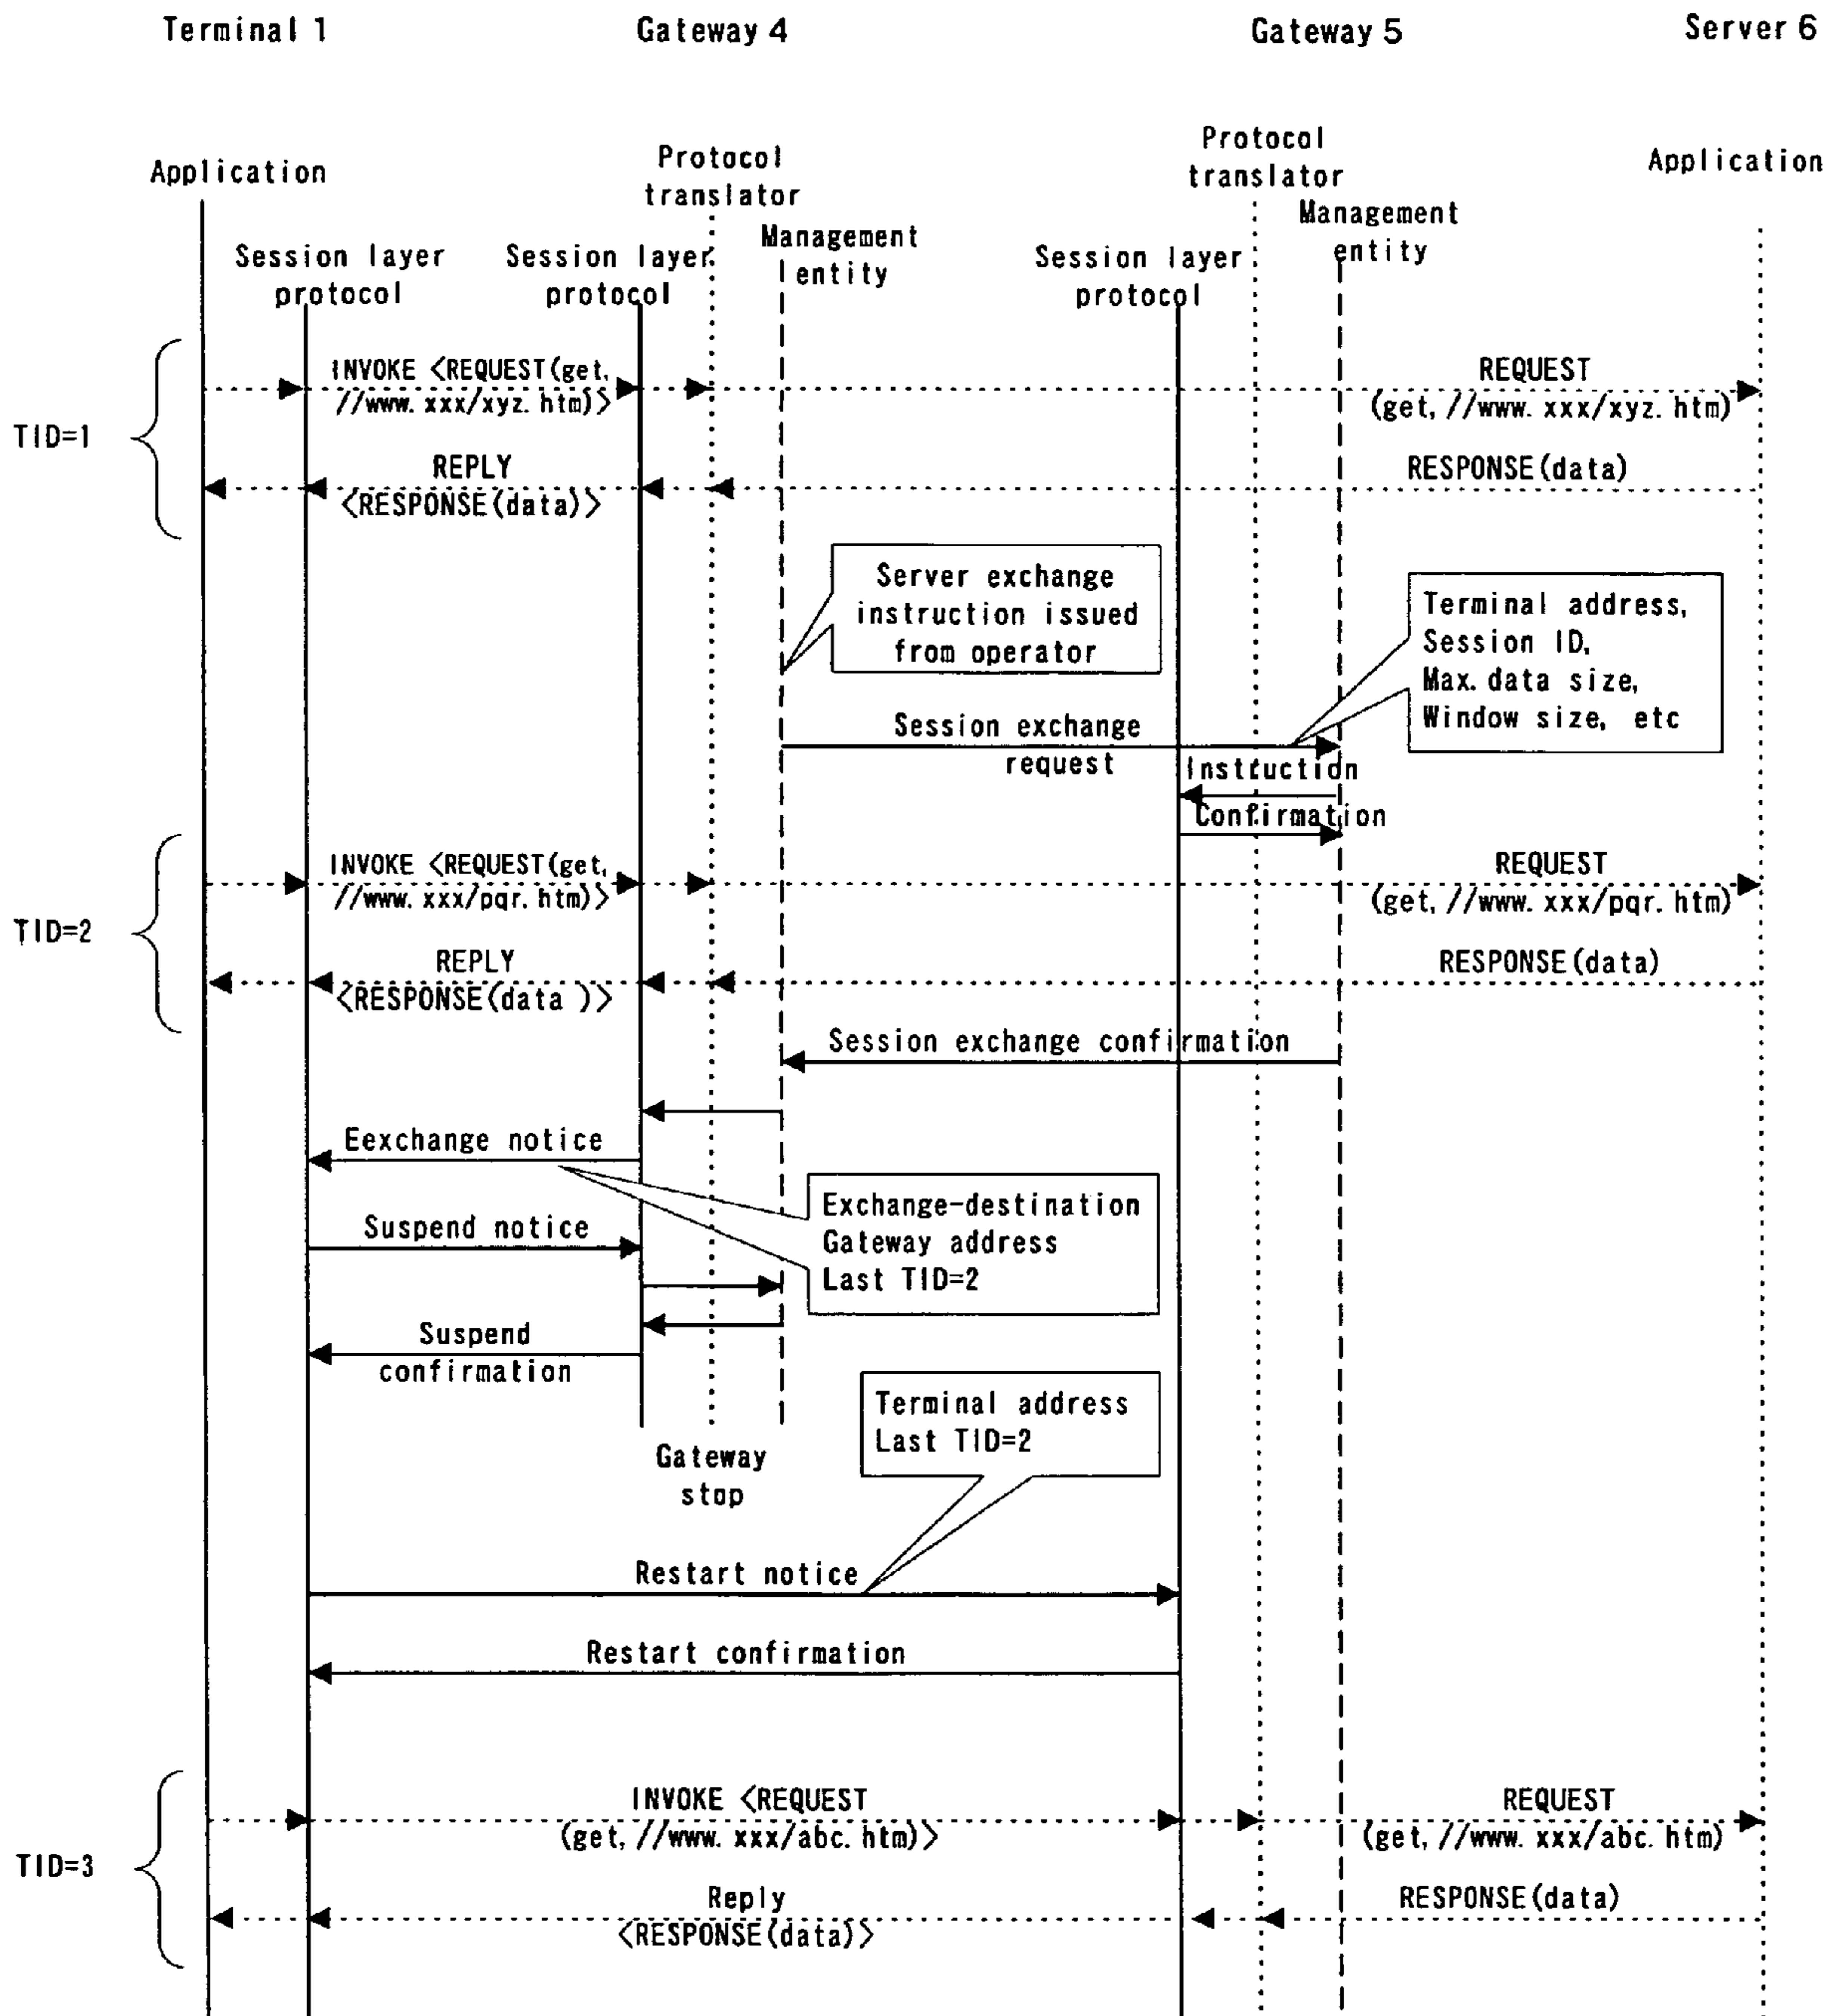 Terminal 1
Gateway 4
Gateway 5
Server 6
Application
Protocol
translator
Protocol
translator
Application
Session layer
protocol
Session layer
protocol
Management
entity
Session layer
protocol
Management
entity
TID=1
INVOKE <REQUEST(get,
//www. xxx/xyz. htm)>
REQUEST
(get, //www. xxx/xyz. htm)
REPLY
<RESPONSE(data)>
RESPONSE(data)
Server exchange
instruction issued
from operator
Terminal address,
Session ID,
Max. data size,
Window size, etc
Session exchange
request
Instruction
Confirmation
TID=2
INVOKE <REQUEST(get,
//www. xxx/pqr. htm)>
REQUEST
(get, //www. xxx/pqr. htm)
REPLY
<RESPONSE(data )>
RESPONSE(data)
Session exchange confirmation
Eexchange notice
Exchange-destination
Gateway address
Last TID=2
Suspend notice
Suspend
confirmation
Terminal address
Last TID=2
Gateway
stop
Restart notice
Restart confirmation
TID=3
INVOKE <REQUEST
(get, //www. xxx/abc. htm)>
REQUEST
(get, //www. xxx/abc. htm)
Reply
<RESPONSE(data)>
RESPONSE(data)